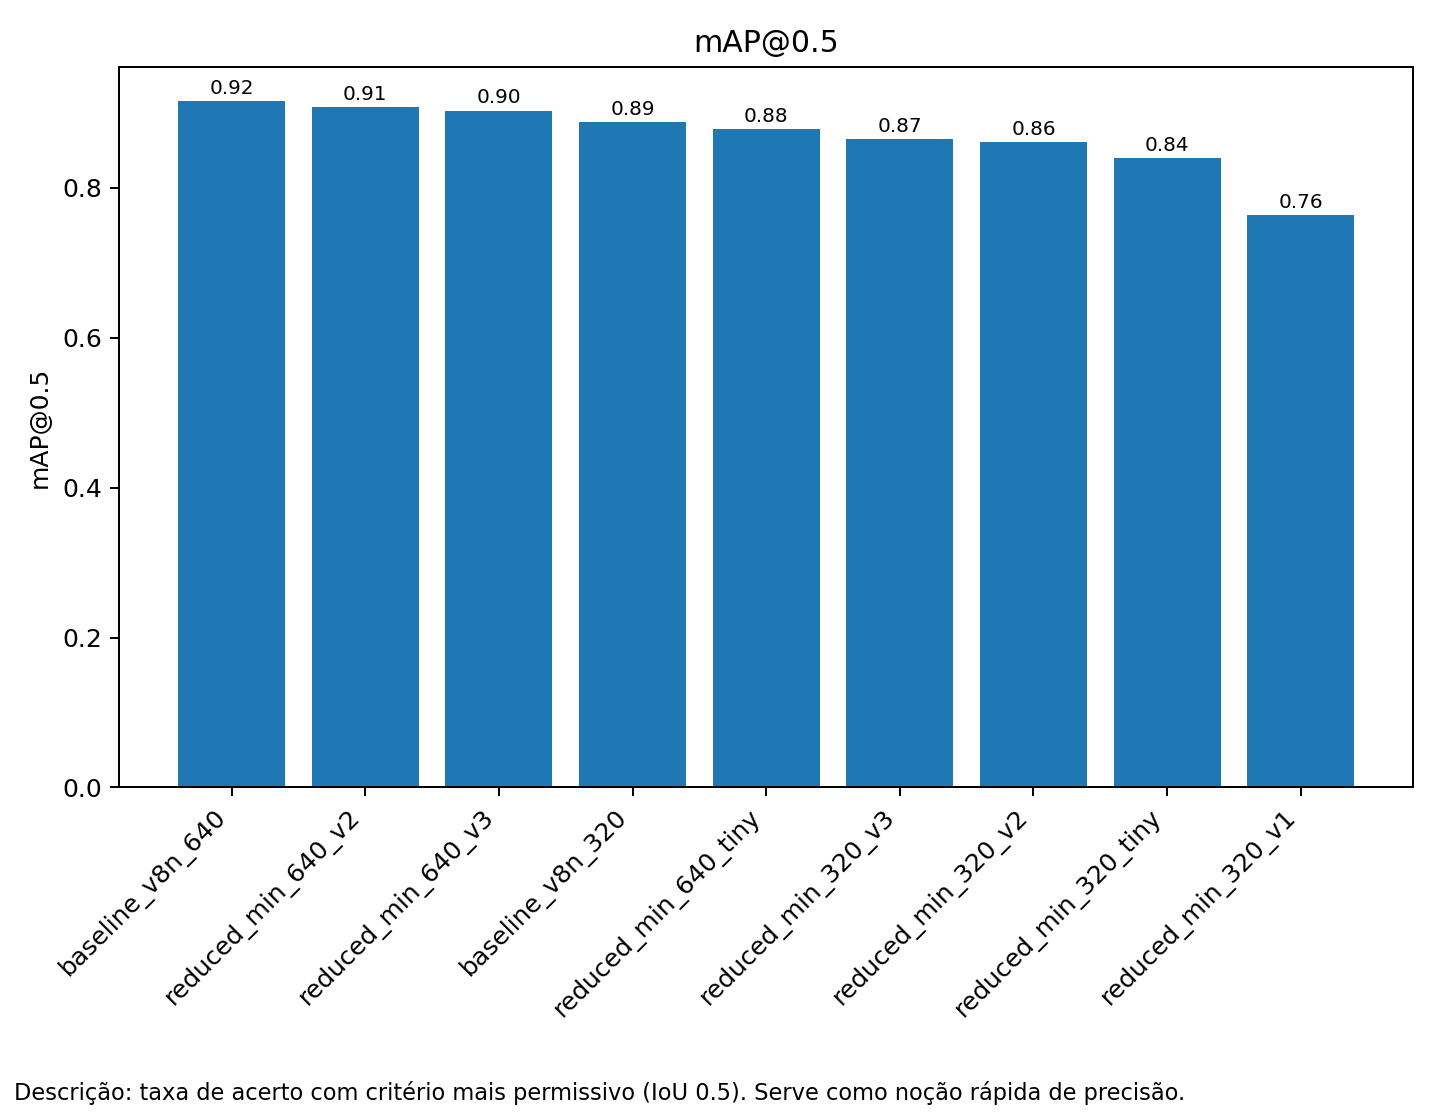 mAP@0.5
0.92
0.91
0.90
0.89
0.88
0.87
0.86
0.84
0.76
0.8
0.6
0.4
0.2
0.0
mAP@0.5
baseline_v8n_640
reduced_min_640_v2
reduced_min_640_v3
baseline_v8n_320
reduced_min_640_tiny
reduced_min_320_v3
reduced_min_320_v2
reduced_min_320_tiny
reduced_min_320_v1
Descrição: taxa de acerto com critério mais permissivo (IoU 0.5). Serve como noção rápida de precisão.